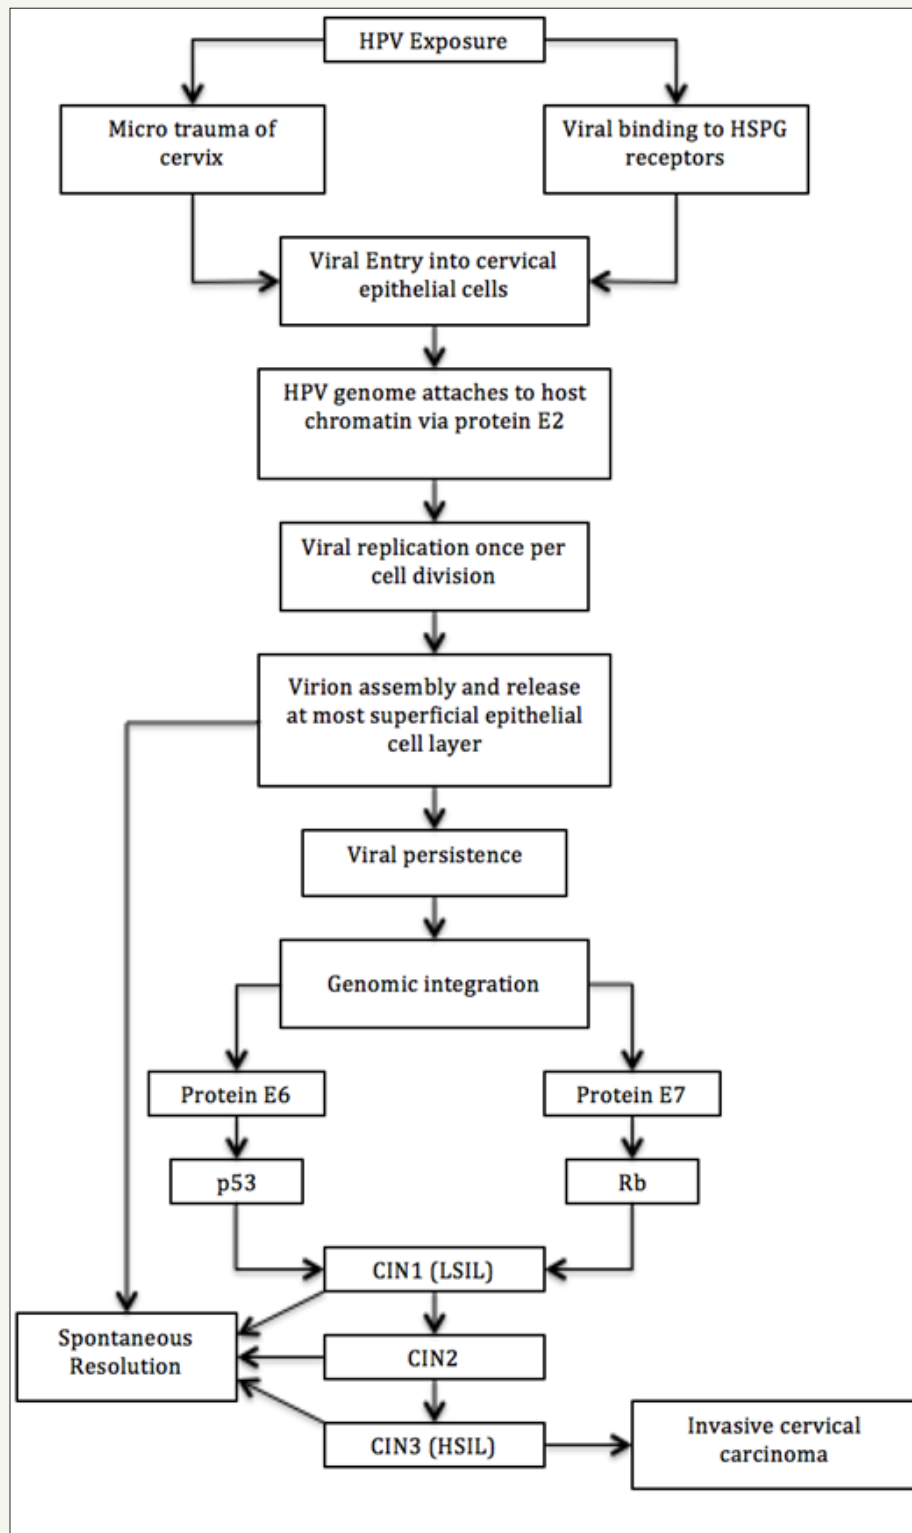 HPV Exposure
Micro trauma of
cervix
Viral binding to HSPG
receptors
Viral Entry into cervical
epithelial cells
HPV genome attaches to host
chromatin via protein E2
Viral replication once per
cell division
Virion assembly and release
at most superficial epithelial
cell layer
Viral persistence
Genomic integration
Protein E6
Protein E7
p53
Rb
CIN1 (LSIL)
Spontaneous
Resolution
CIN2
CIN3 (HSIL)
Invasive cervical
carcinoma